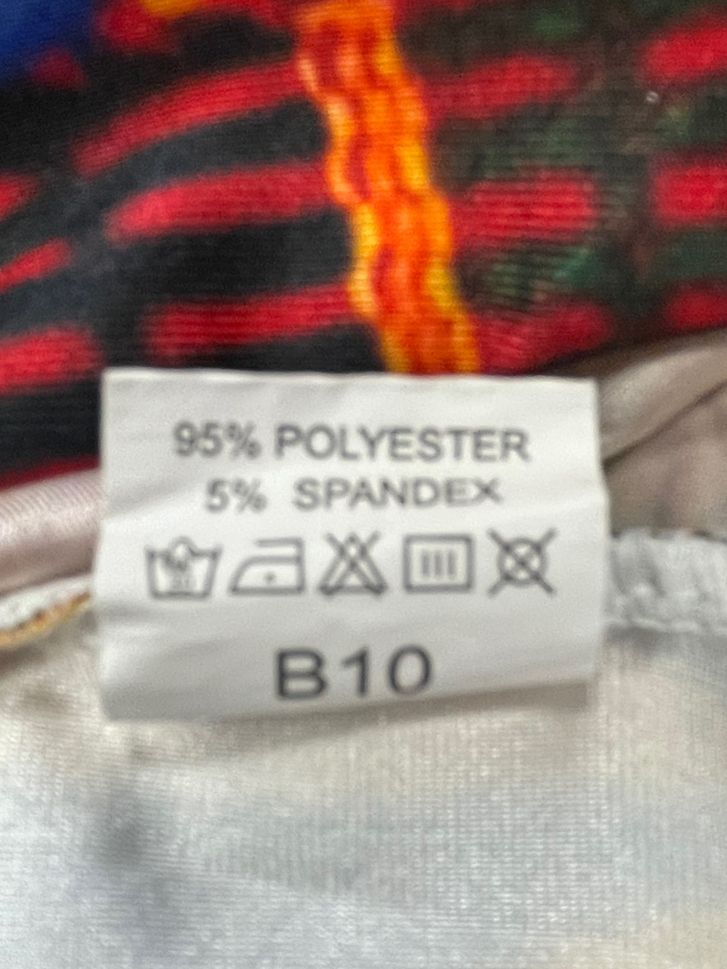 95% POLYESTER
5% SPANDEX
B10